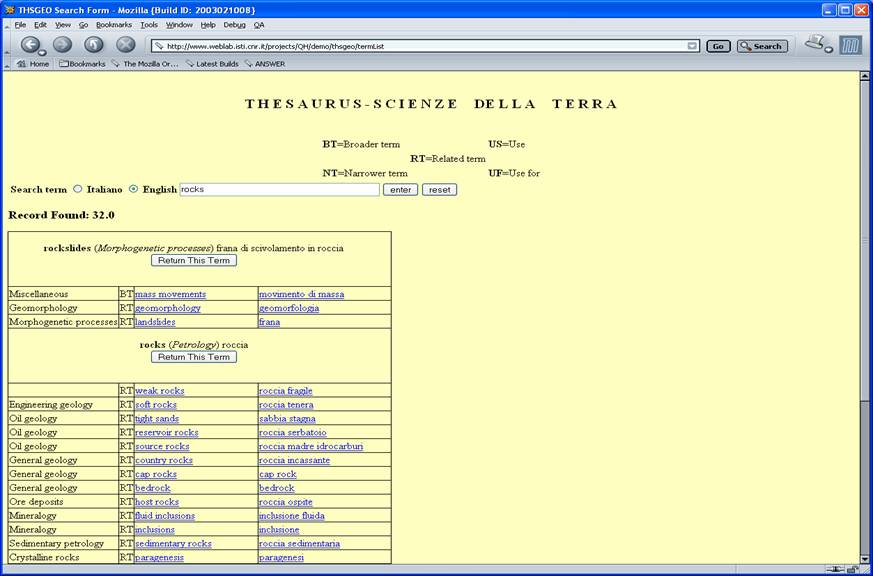 THSGEO Search Form - Mozilla {Build ID: 2003021008}
File Edit View Go Bookmarks Tools Window Help Debug QA
http://www.weblab.isti.cnr.it/projects/QH/demo/thsgeo/termList Go Search
Home Bookmarks The Mozilla Or... Latest Builds ANSWER
THESAURUS-SCIENZE DELLA TERRA
BT=Broader term US=Use
RT=Related term
NT=Narrower term UF=Use for
Search term Italiano English rocks enter reset
Record Found: 32.0
rockslides (Morphogenetic processes) frana di scivolamento in roccia
Return This Term
Miscellaneous BT mass movements movimento di massa
Geomorphology RT geomorphology geomorfologia
Morphogenetic processes RT landslides frana
rocks (Petrology) roccia
Return This Term
RT weak rocks roccia fragile
Engineering geology RT soft rocks roccia tenera
Oil geology RT tight sands sabbia stagna
Oil geology RT reservoir rocks roccia serbatoio
Oil geology RT source rocks roccia madre idrocarburi
General geology RT country rocks roccia incassante
General geology RT cap rocks cap rock
General geology RT bedrock bedrock
Ore deposits RT host rocks roccia ospite
Mineralogy RT fluid inclusions inclusione fluida
Mineralogy RT inclusions inclusione
Sedimentary petrology RT sedimentary rocks roccia sedimentaria
Crystalline rocks RT paragenesis paragenesi